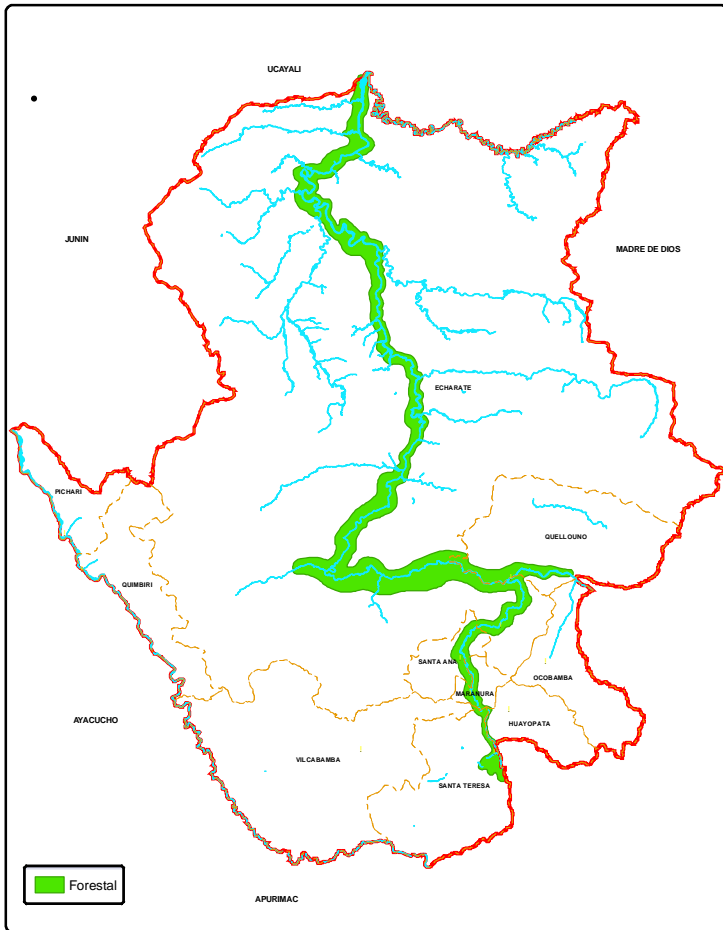 UCAYALI
JUNIN
MADRE DE DIOS
ECHARATE
PICHARI
QUELLOUNO
QUIMBIRI
SANTA ANA
OCOBAMBA
MARANURA
AYACUCHO
HUAYOPATA
VILCABAMBA
SANTA TERESA
Forestal
APURIMAC